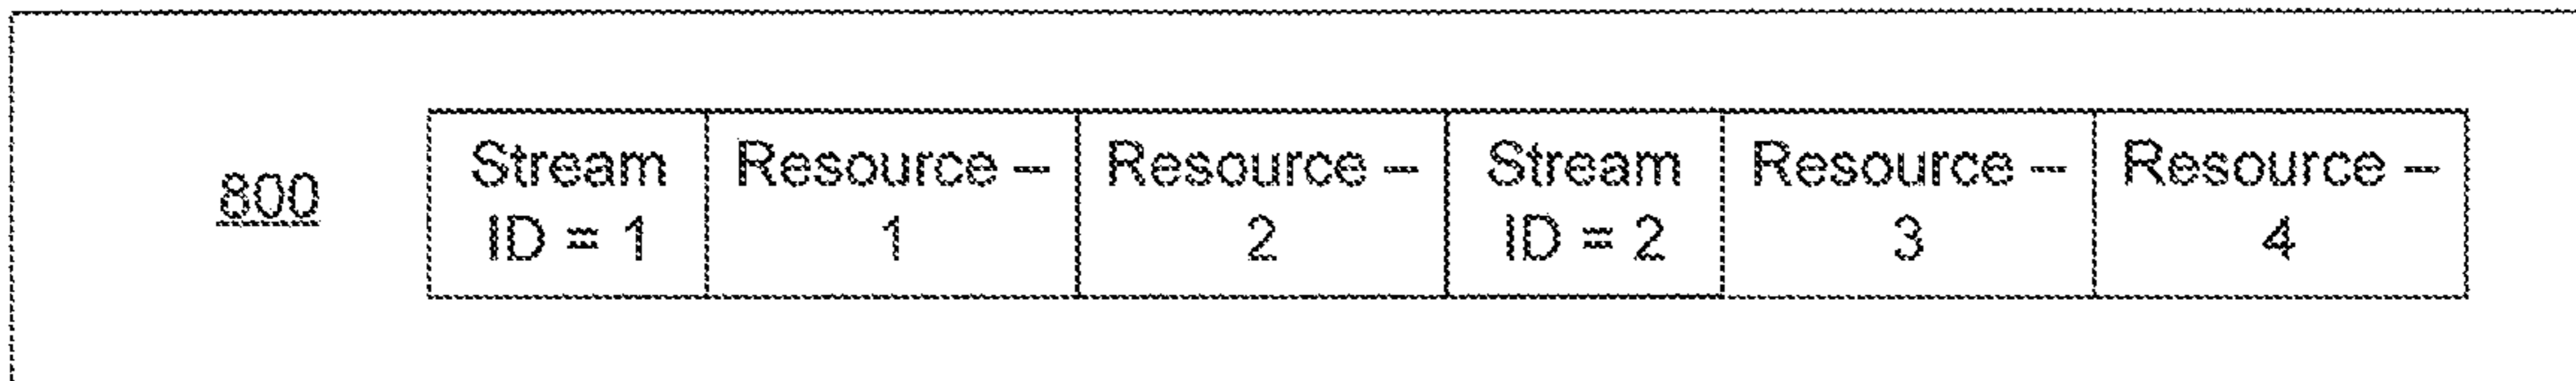 800
Stream
ID = 1
Resource –
1
Resource –
2
Stream
ID = 2
Resource –
3
Resource –
4